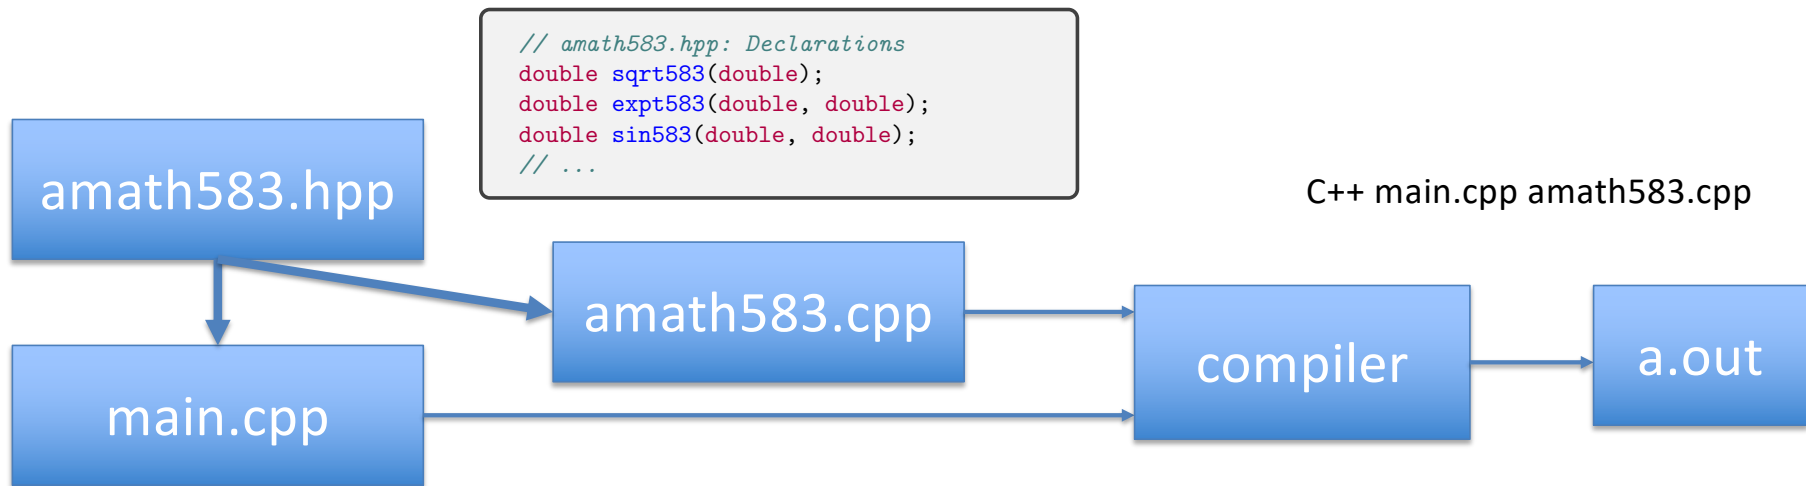 // amath583.hpp: Declarations
double sqrt583(double);
double expt583(double, double);
double sin583(double, double);
// ...
amath583.hpp
C++ main.cpp amath583.cpp
amath583.cpp
compiler
a.out
main.cpp